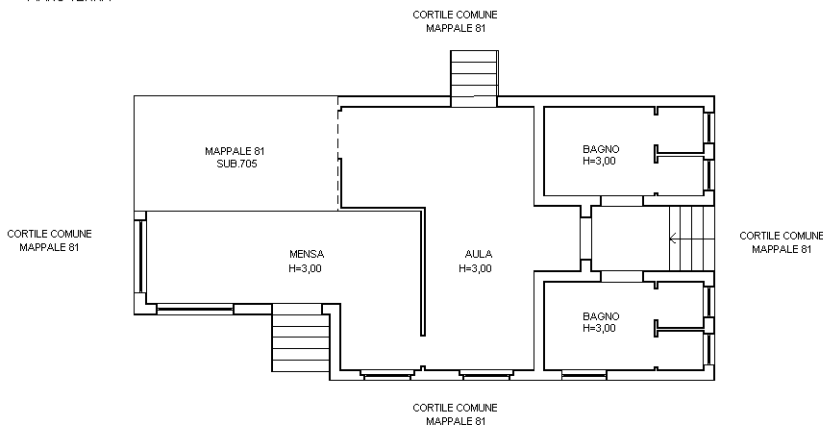 CORTILE COMUNE
MAPPALE 81
MAPPALE 81
SUB.705
BAGNO
H=3,00
CORTILE COMUNE
MAPPALE 81
MENSA
H=3,00
AULA
H=3,00
CORTILE COMUNE
MAPPALE 81
BAGNO
H=3,00
CORTILE COMUNE
MAPPALE 81